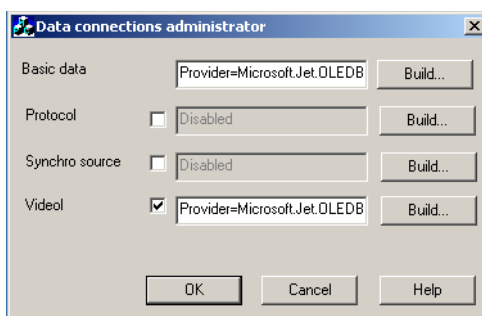 Data connections administrator
Basic data Provider=Microsoft.Jet.OLEDB Build...
Protocol Disabled Build...
Synchro source Disabled Build...
Videol Provider=Microsoft.Jet.OLEDB Build...
OK Cancel Help